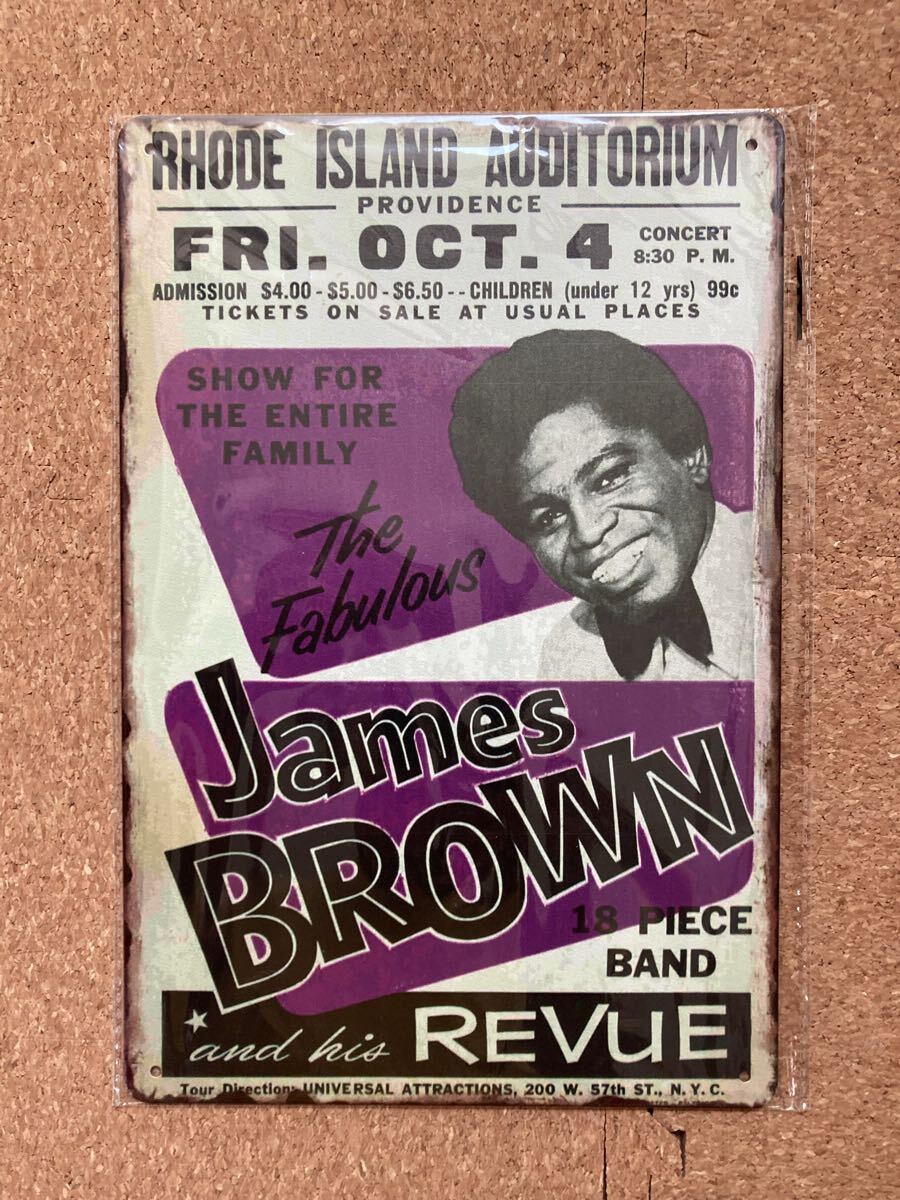 RHODE ISLAND AUDITORIUM
PROVIDENCE
FRI. OCT. 4 CONCERT 8:30 P. M.
ADMISSION $4.00 - $5.00 - $6.50 - - CHILDREN (under 12 yrs) 99c
TICKETS ON SALE AT USUAL PLACES
SHOW FOR
THE ENTIRE
FAMILY
The
Fabulous
James
BROWN
18 PIECE
BAND
and his REVUE
Tour Direction: UNIVERSAL ATTRACTIONS, 200 W. 57th ST., N. Y. C.